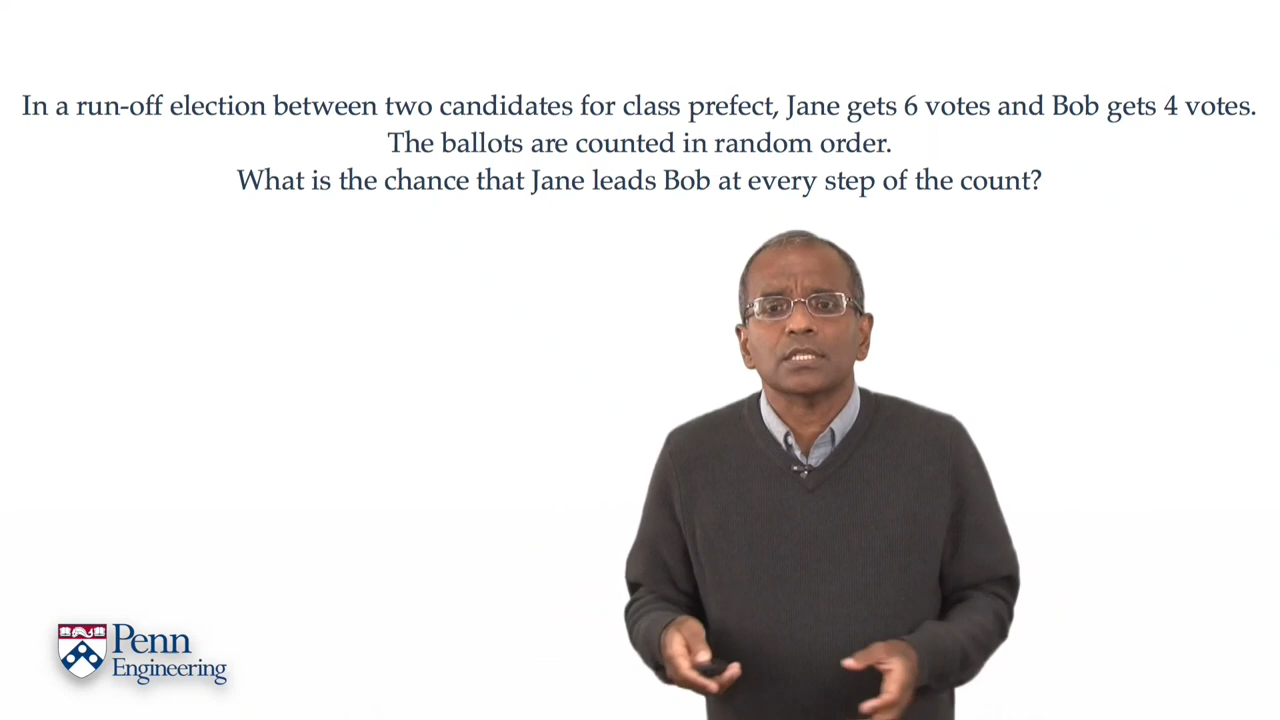 In a run-off election between two candidates for class prefect, Jane gets 6 votes and Bob gets 4 votes.
The ballots are counted in random order.
What is the chance that Jane leads Bob at every step of the count?
Penn
Engineering